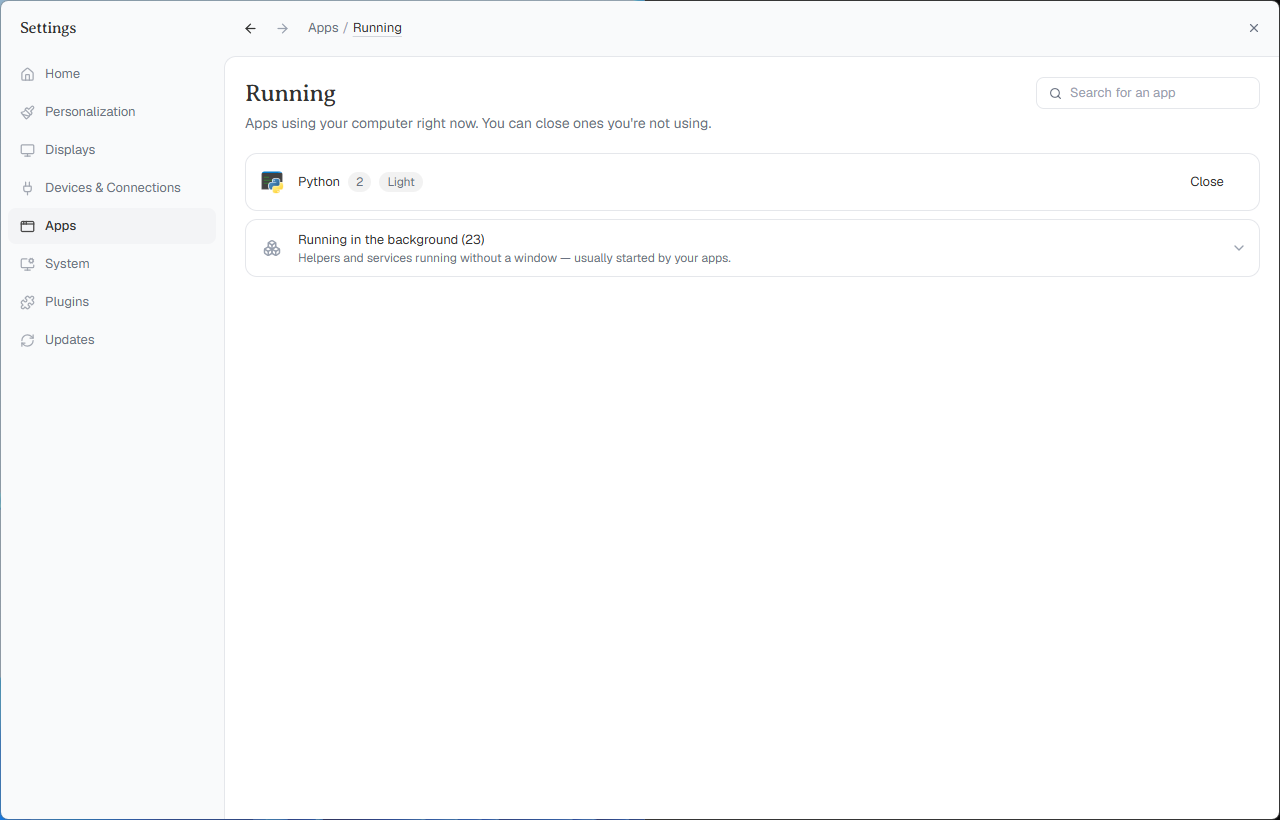 Settings
Apps / Running
Home
Personalization
Displays
Devices & Connections
Apps
System
Plugins
Updates
Running
Search for an app
Apps using your computer right now. You can close ones you're not using.
Python 2 Light Close
Running in the background (23)
Helpers and services running without a window — usually started by your apps.